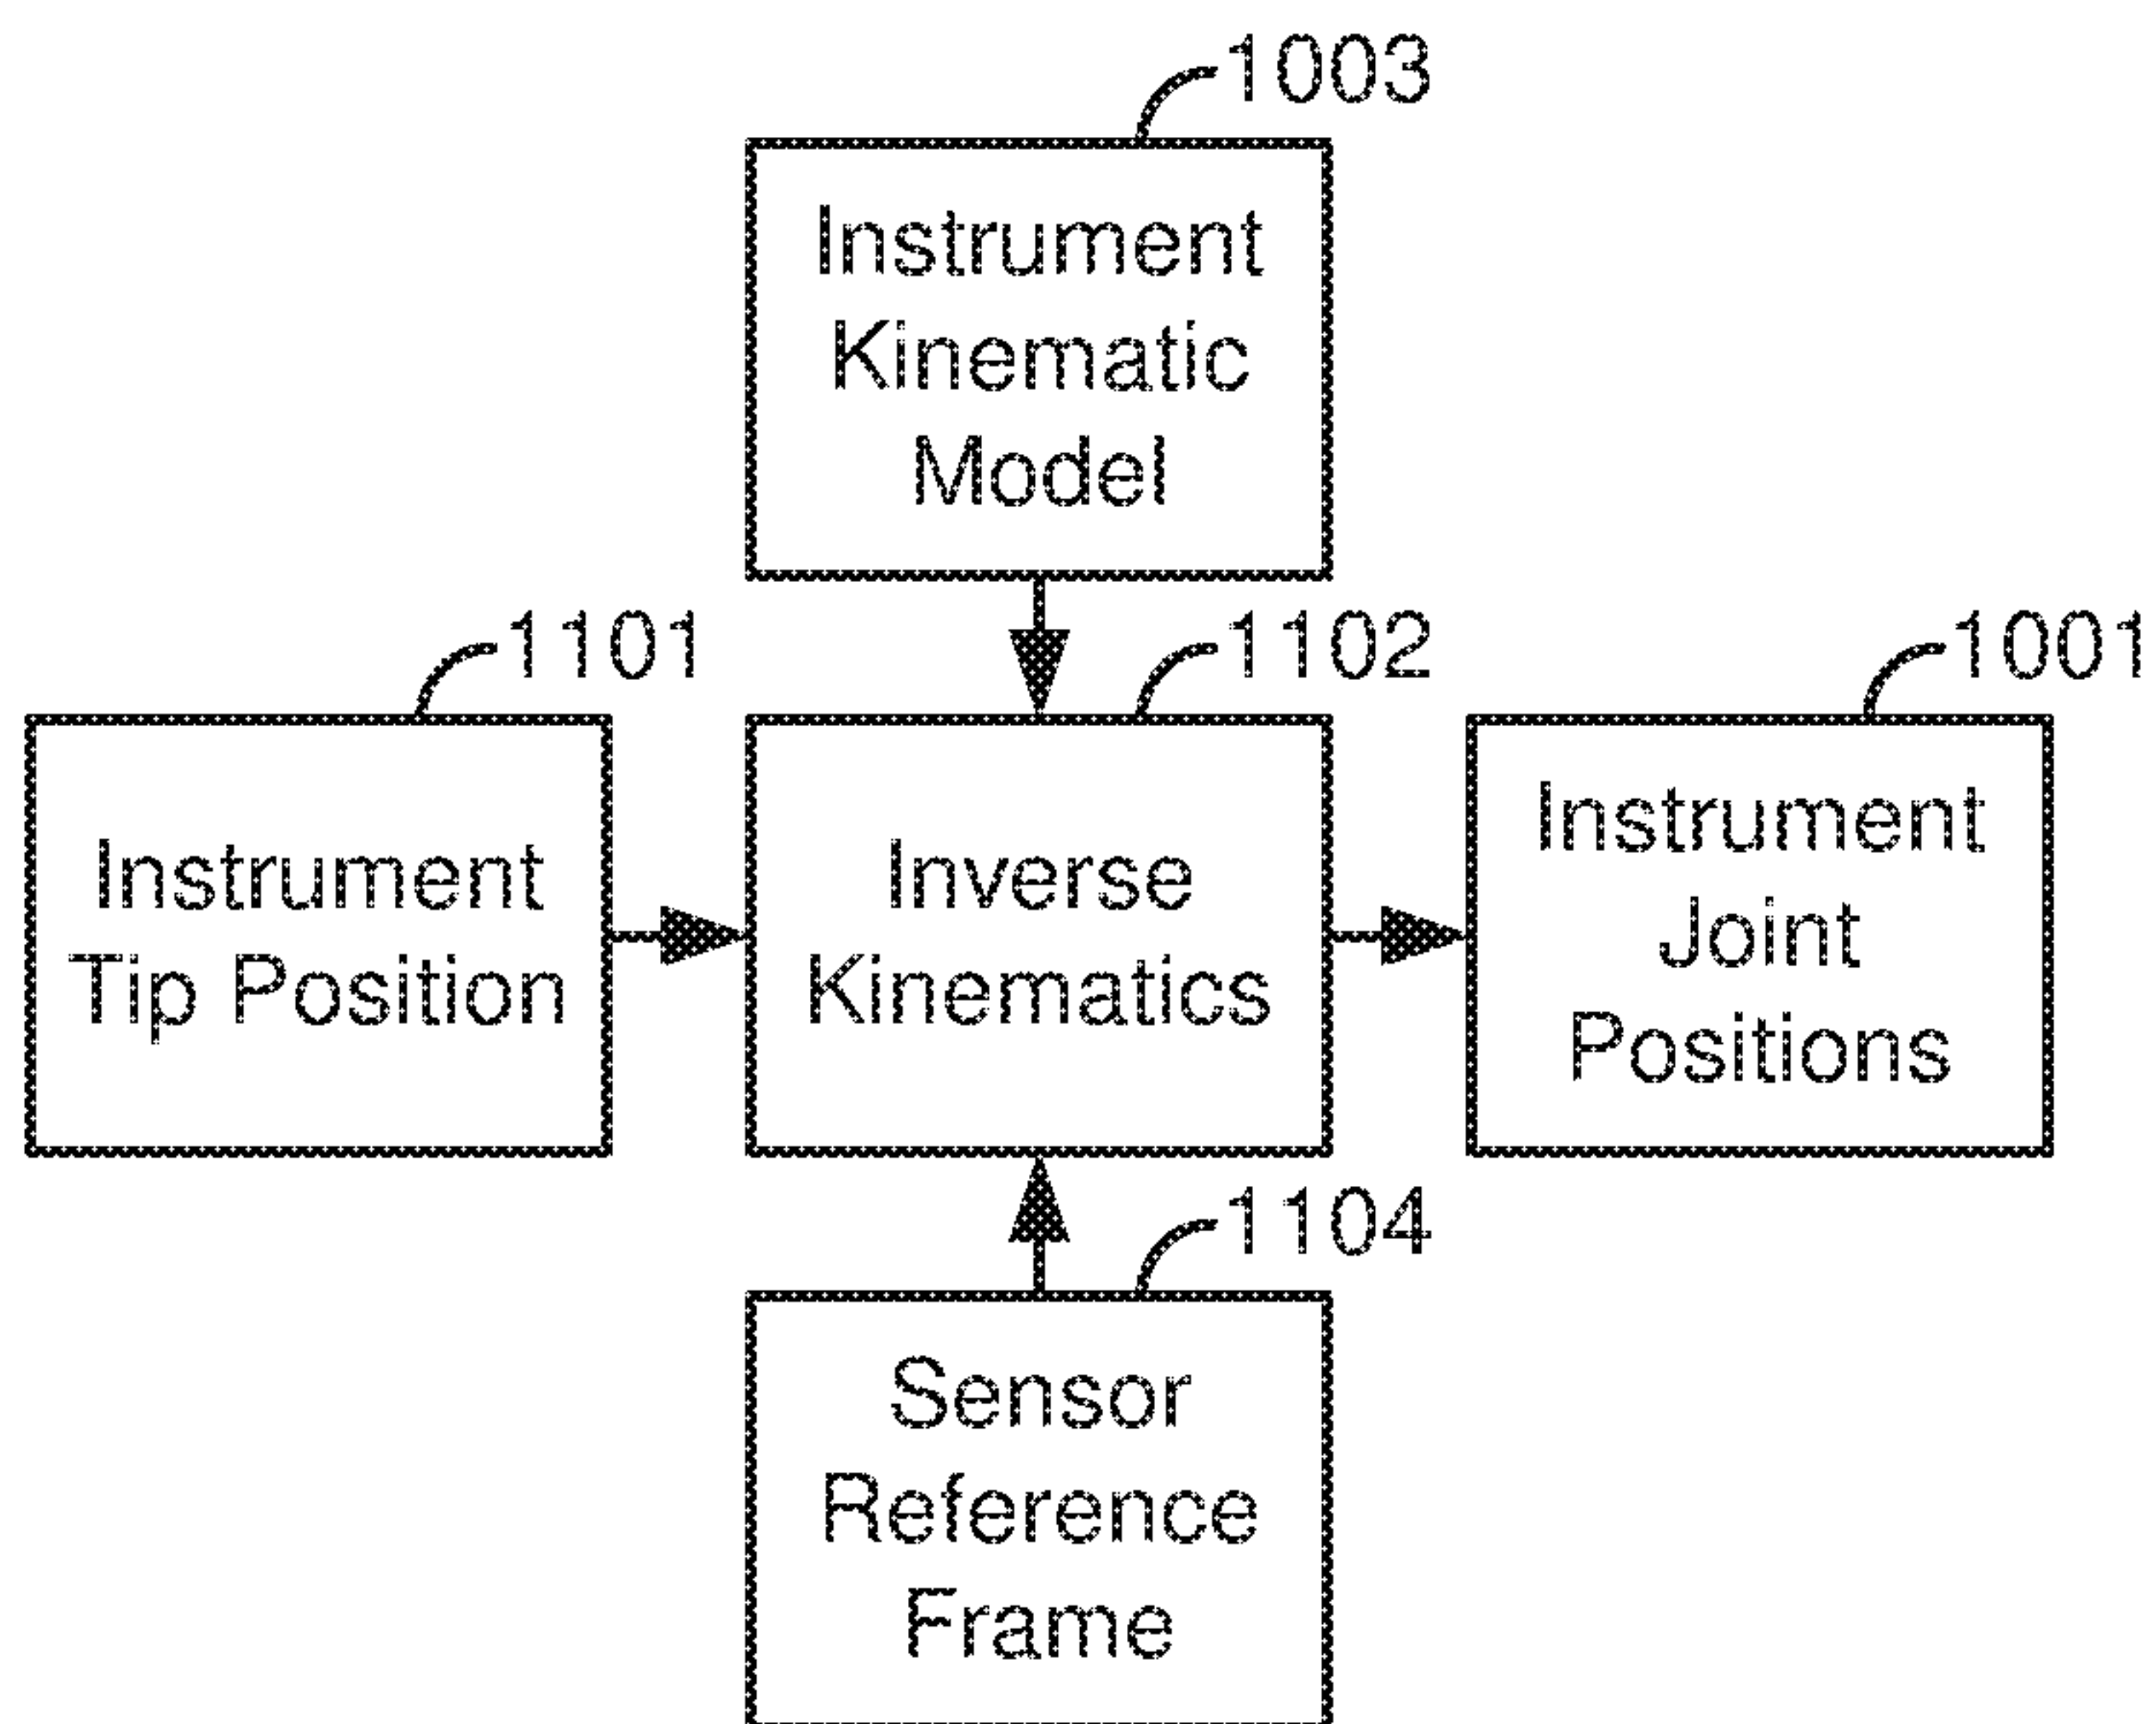 1003
Instrument
Kinematic
Model
1101
1102
1001
Instrument
Tip Position
Inverse
Kinematics
Instrument
Joint
Positions
1104
Sensor
Reference
Frame